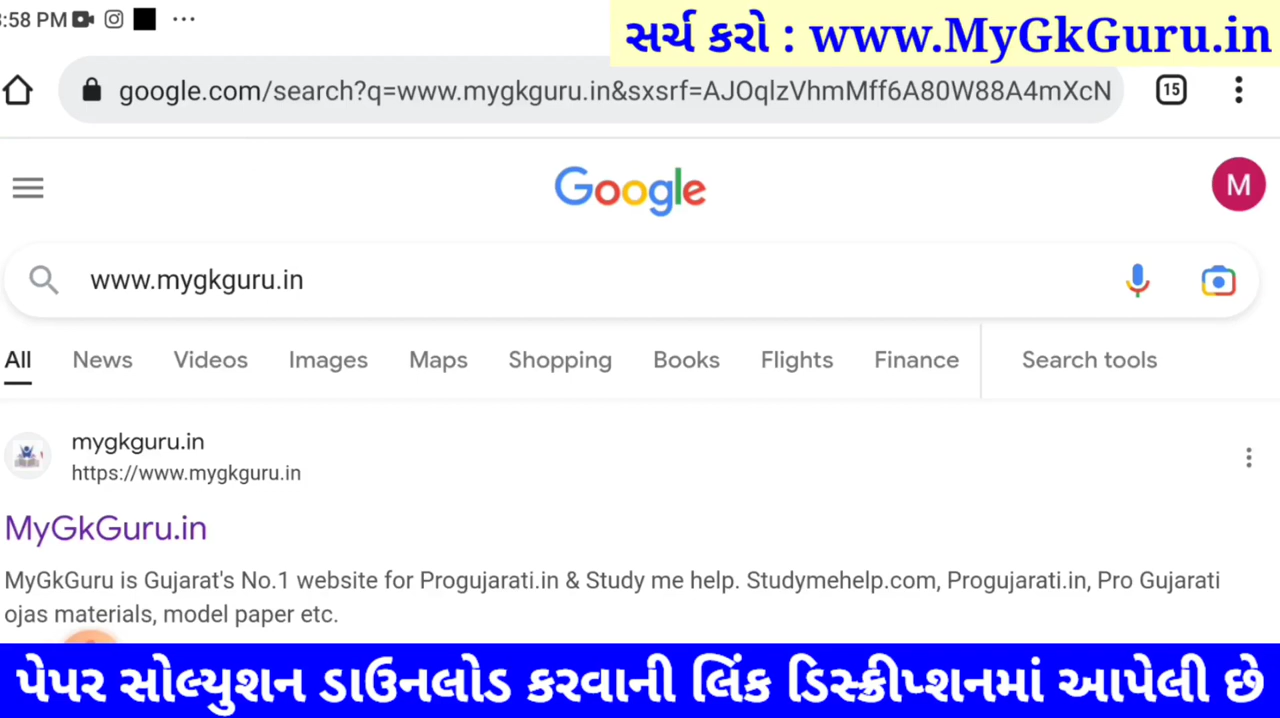 :58 PM
સર્ચ કરો : www.MyGkGuru.in
google.com/search?q=www.mygkguru.in&sxsrf=AJOqlzVhmMff6A80W88A4mXcN
15
Google
M
www.mygkguru.in
All News Videos Images Maps Shopping Books Flights Finance Search tools
mygkguru.in
https://www.mygkguru.in
MyGkGuru.in
MyGkGuru is Gujarat's No.1 website for Progujarati.in & Study me help. Studymehelp.com, Progujarati.in, Pro Gujarati
ojas materials, model paper etc.
પેપર સોલ્યુશન ડાઉનલોડ કરવાની લિંક ડિસ્ક્રીપ્શનમાં આપેલી છે